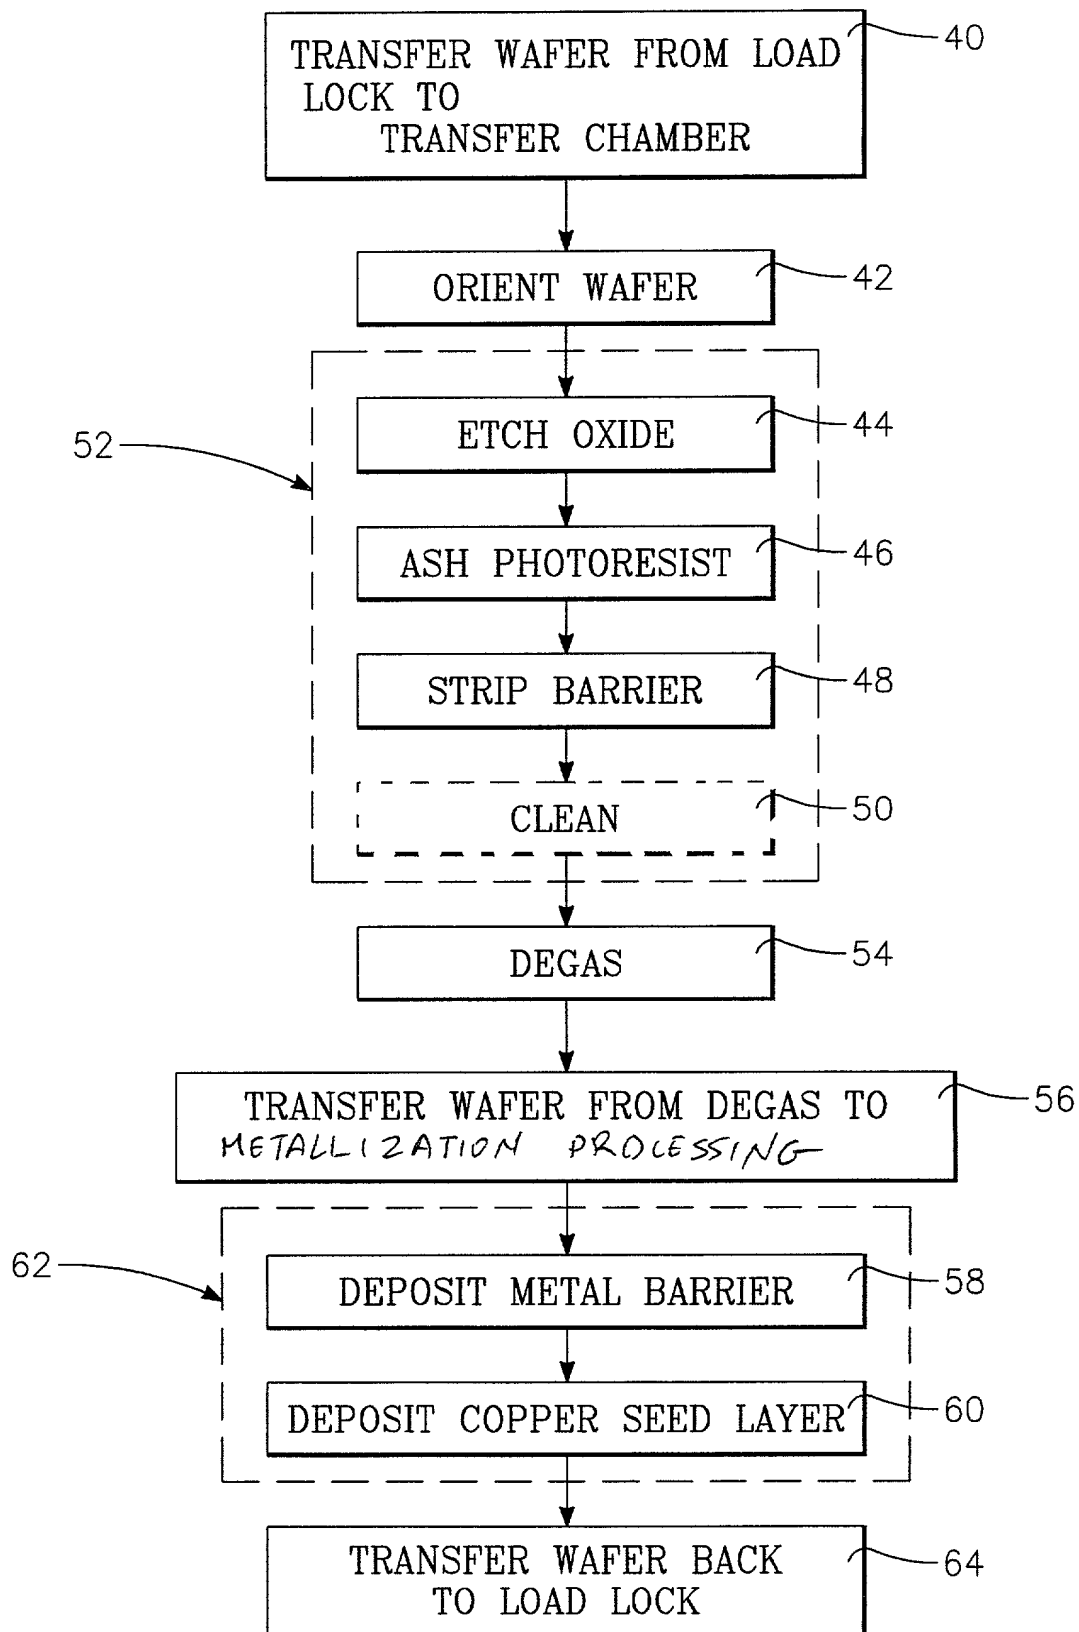 TRANSFER WAFER FROM LOAD
LOCK TO
TRANSFER CHAMBER
40
ORIENT WAFER
42
52
ETCH OXIDE
44
ASH PHOTORESIST
46
STRIP BARRIER
48
CLEAN
50
DEGAS
54
TRANSFER WAFER FROM DEGAS TO
METALLIZATION PROCESSING
56
62
DEPOSIT METAL BARRIER
58
DEPOSIT COPPER SEED LAYER
60
TRANSFER WAFER BACK
TO LOAD LOCK
64